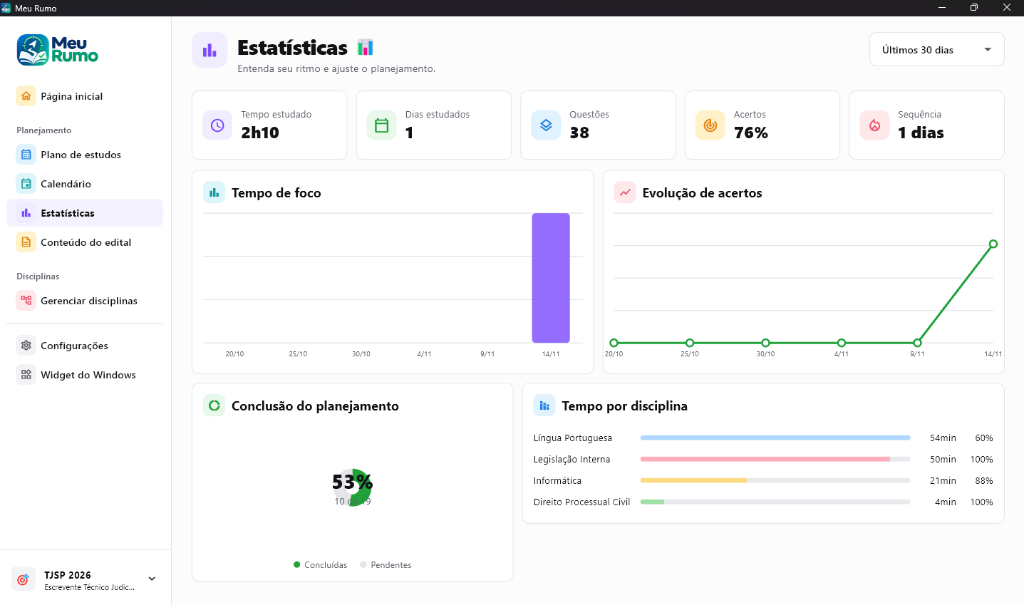 Meu Rumo
Meu
Rumo
Página inicial
Planejamento
Plano de estudos
Calendário
Estatísticas
Conteúdo do edital
Disciplinas
Gerenciar disciplinas
Configurações
Widget do Windows
TJSP 2026
Escrevente Técnico Judic...
Estatísticas
Entenda seu ritmo e ajuste o planejamento.
Últimos 30 dias
Tempo estudado
2h10
Dias estudados
1
Questões
38
Acertos
76%
Sequência
1 dias
Tempo de foco
20/10 25/10 30/10 4/11 9/11 14/11
Evolução de acertos
20/10 25/10 30/10 4/11 9/11 14/11
Conclusão do planejamento
53%
Concluídas Pendentes
Tempo por disciplina
Língua Portuguesa 54min 60%
Legislação Interna 50min 100%
Informática 21min 88%
Direito Processual Civil 4min 100%